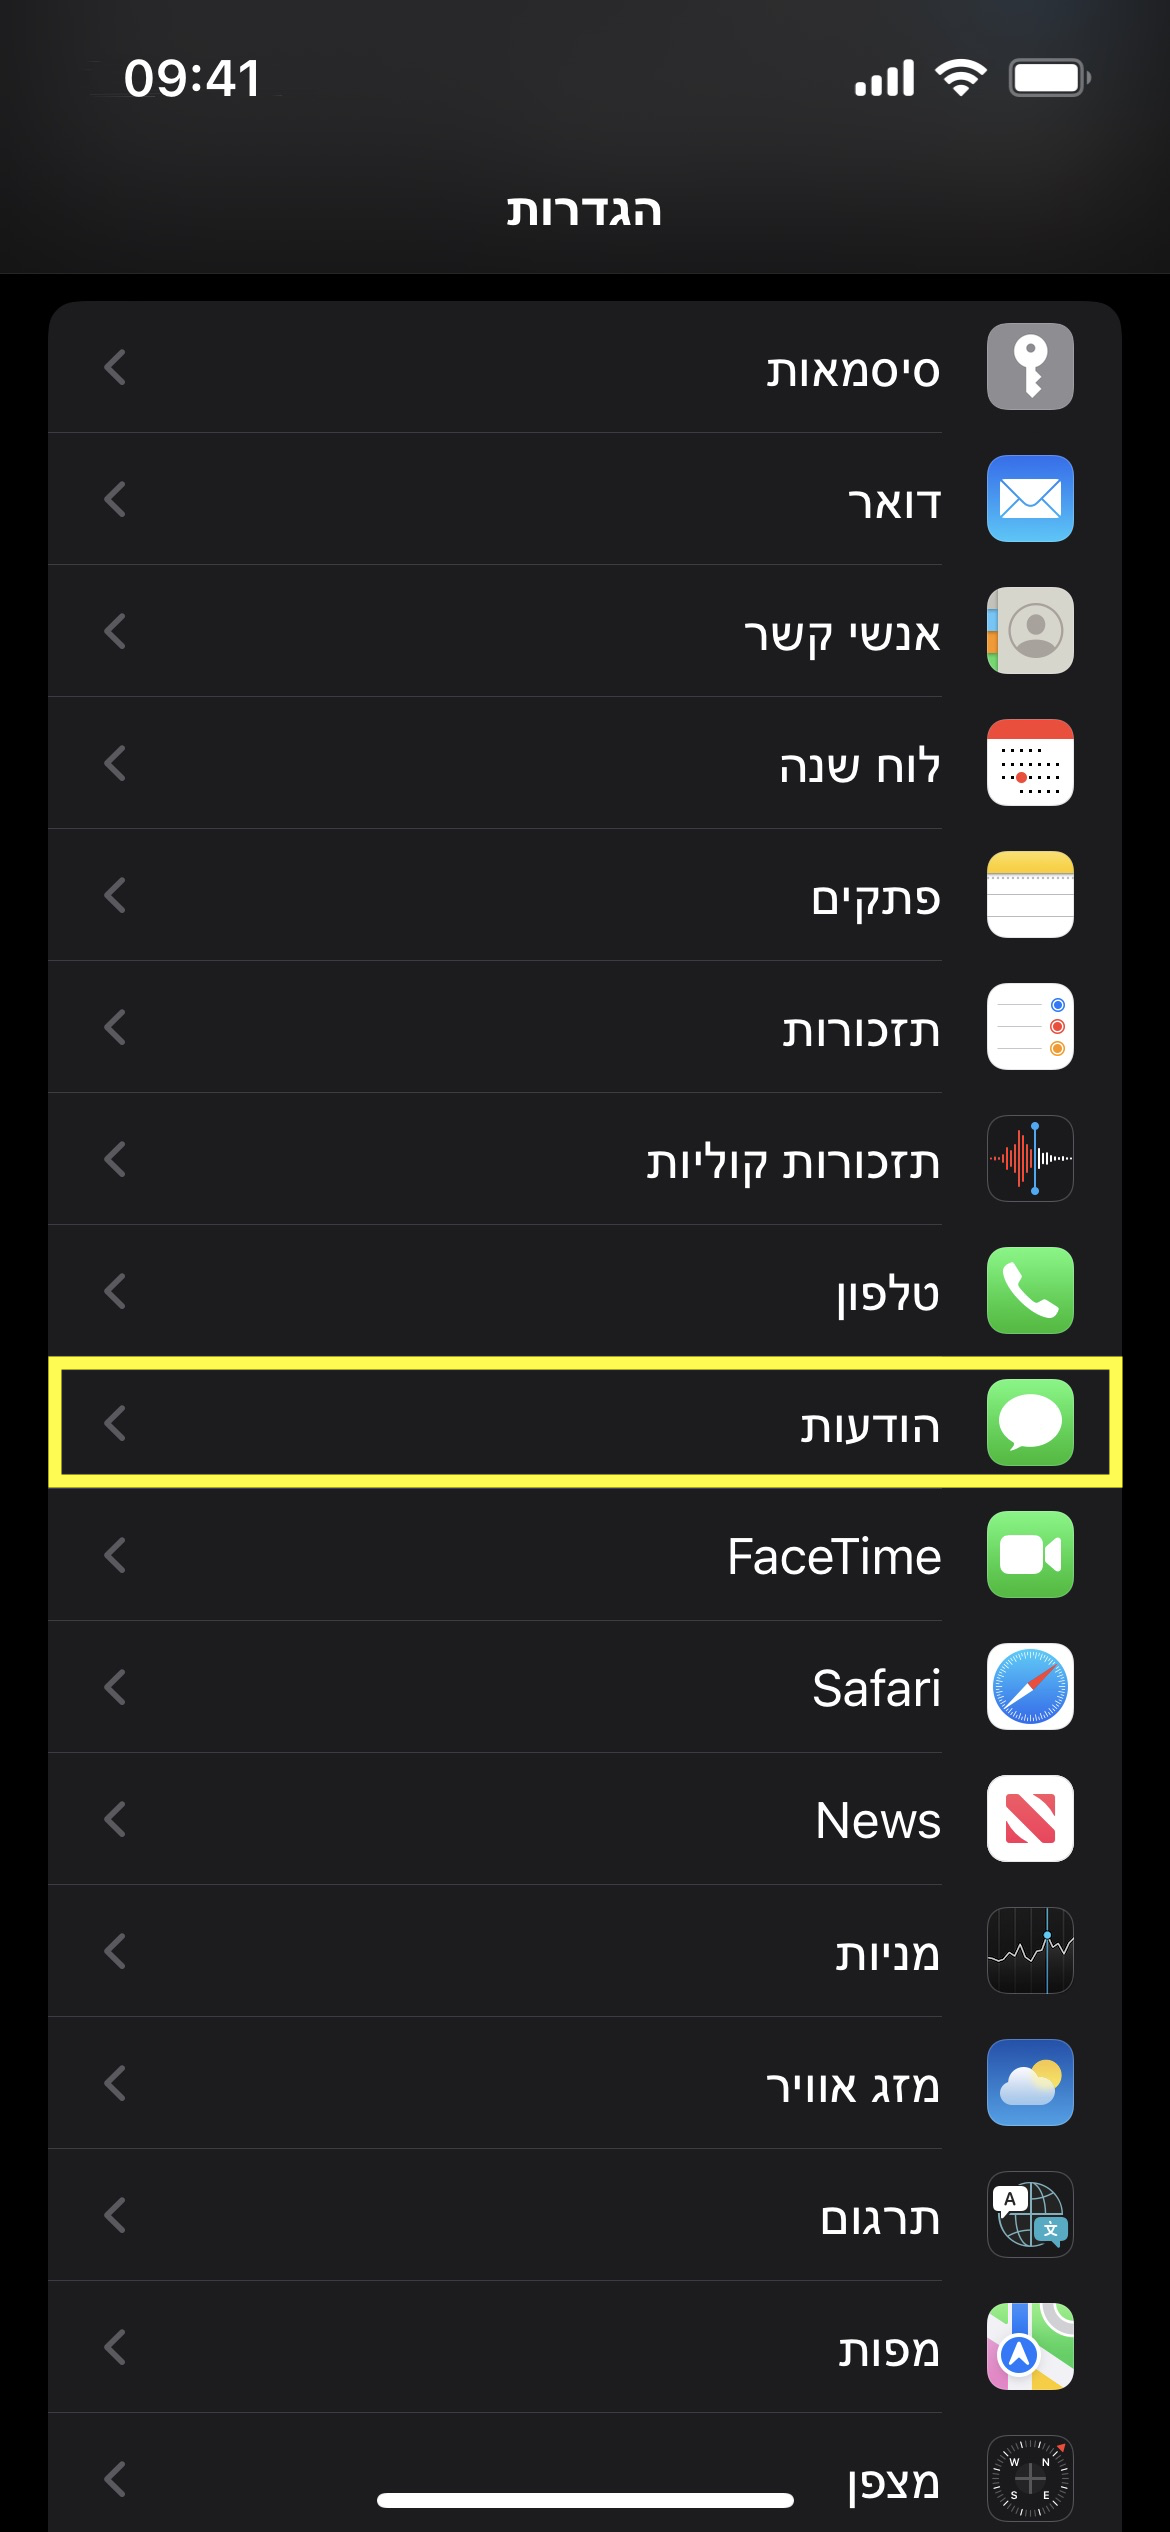 09:41
הגדרות
סיסמאות
דואר
אנשי קשר
לוח שנה
פתקים
תזכורות
תזכורות קוליות
טלפון
הודעות
FaceTime
Safari
News
מניות
מזג אוויר
תרגום
A
文
מפות
W N
S E
מצפן